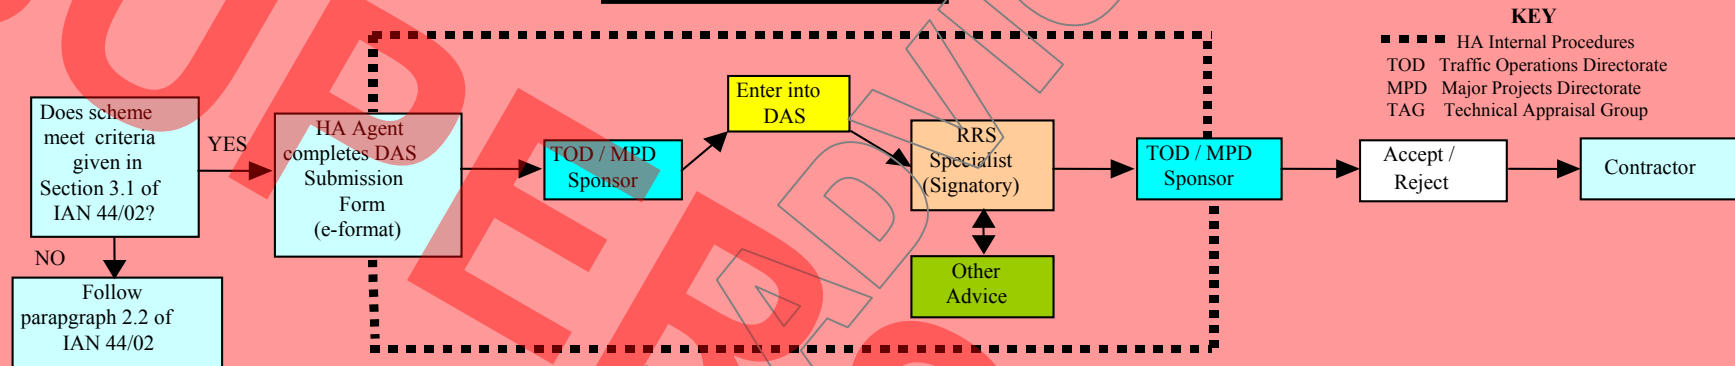 KEY
HA Internal Procedures
TOD Traffic Operations Directorate
MPD Major Projects Directorate
TAG Technical Appraisal Group
Does scheme
meet criteria
given in
Section 3.1 of
IAN 44/02?
YES
NO
Follow
parapgraph 2.2 of
IAN 44/02
HA Agent
completes DAS
Submission
Form
(e-format)
TOD / MPD
Sponsor
Enter into
DAS
RRS
Specialist
(Signatory)
Other
Advice
TOD / MPD
Sponsor
Accept /
Reject
Contractor